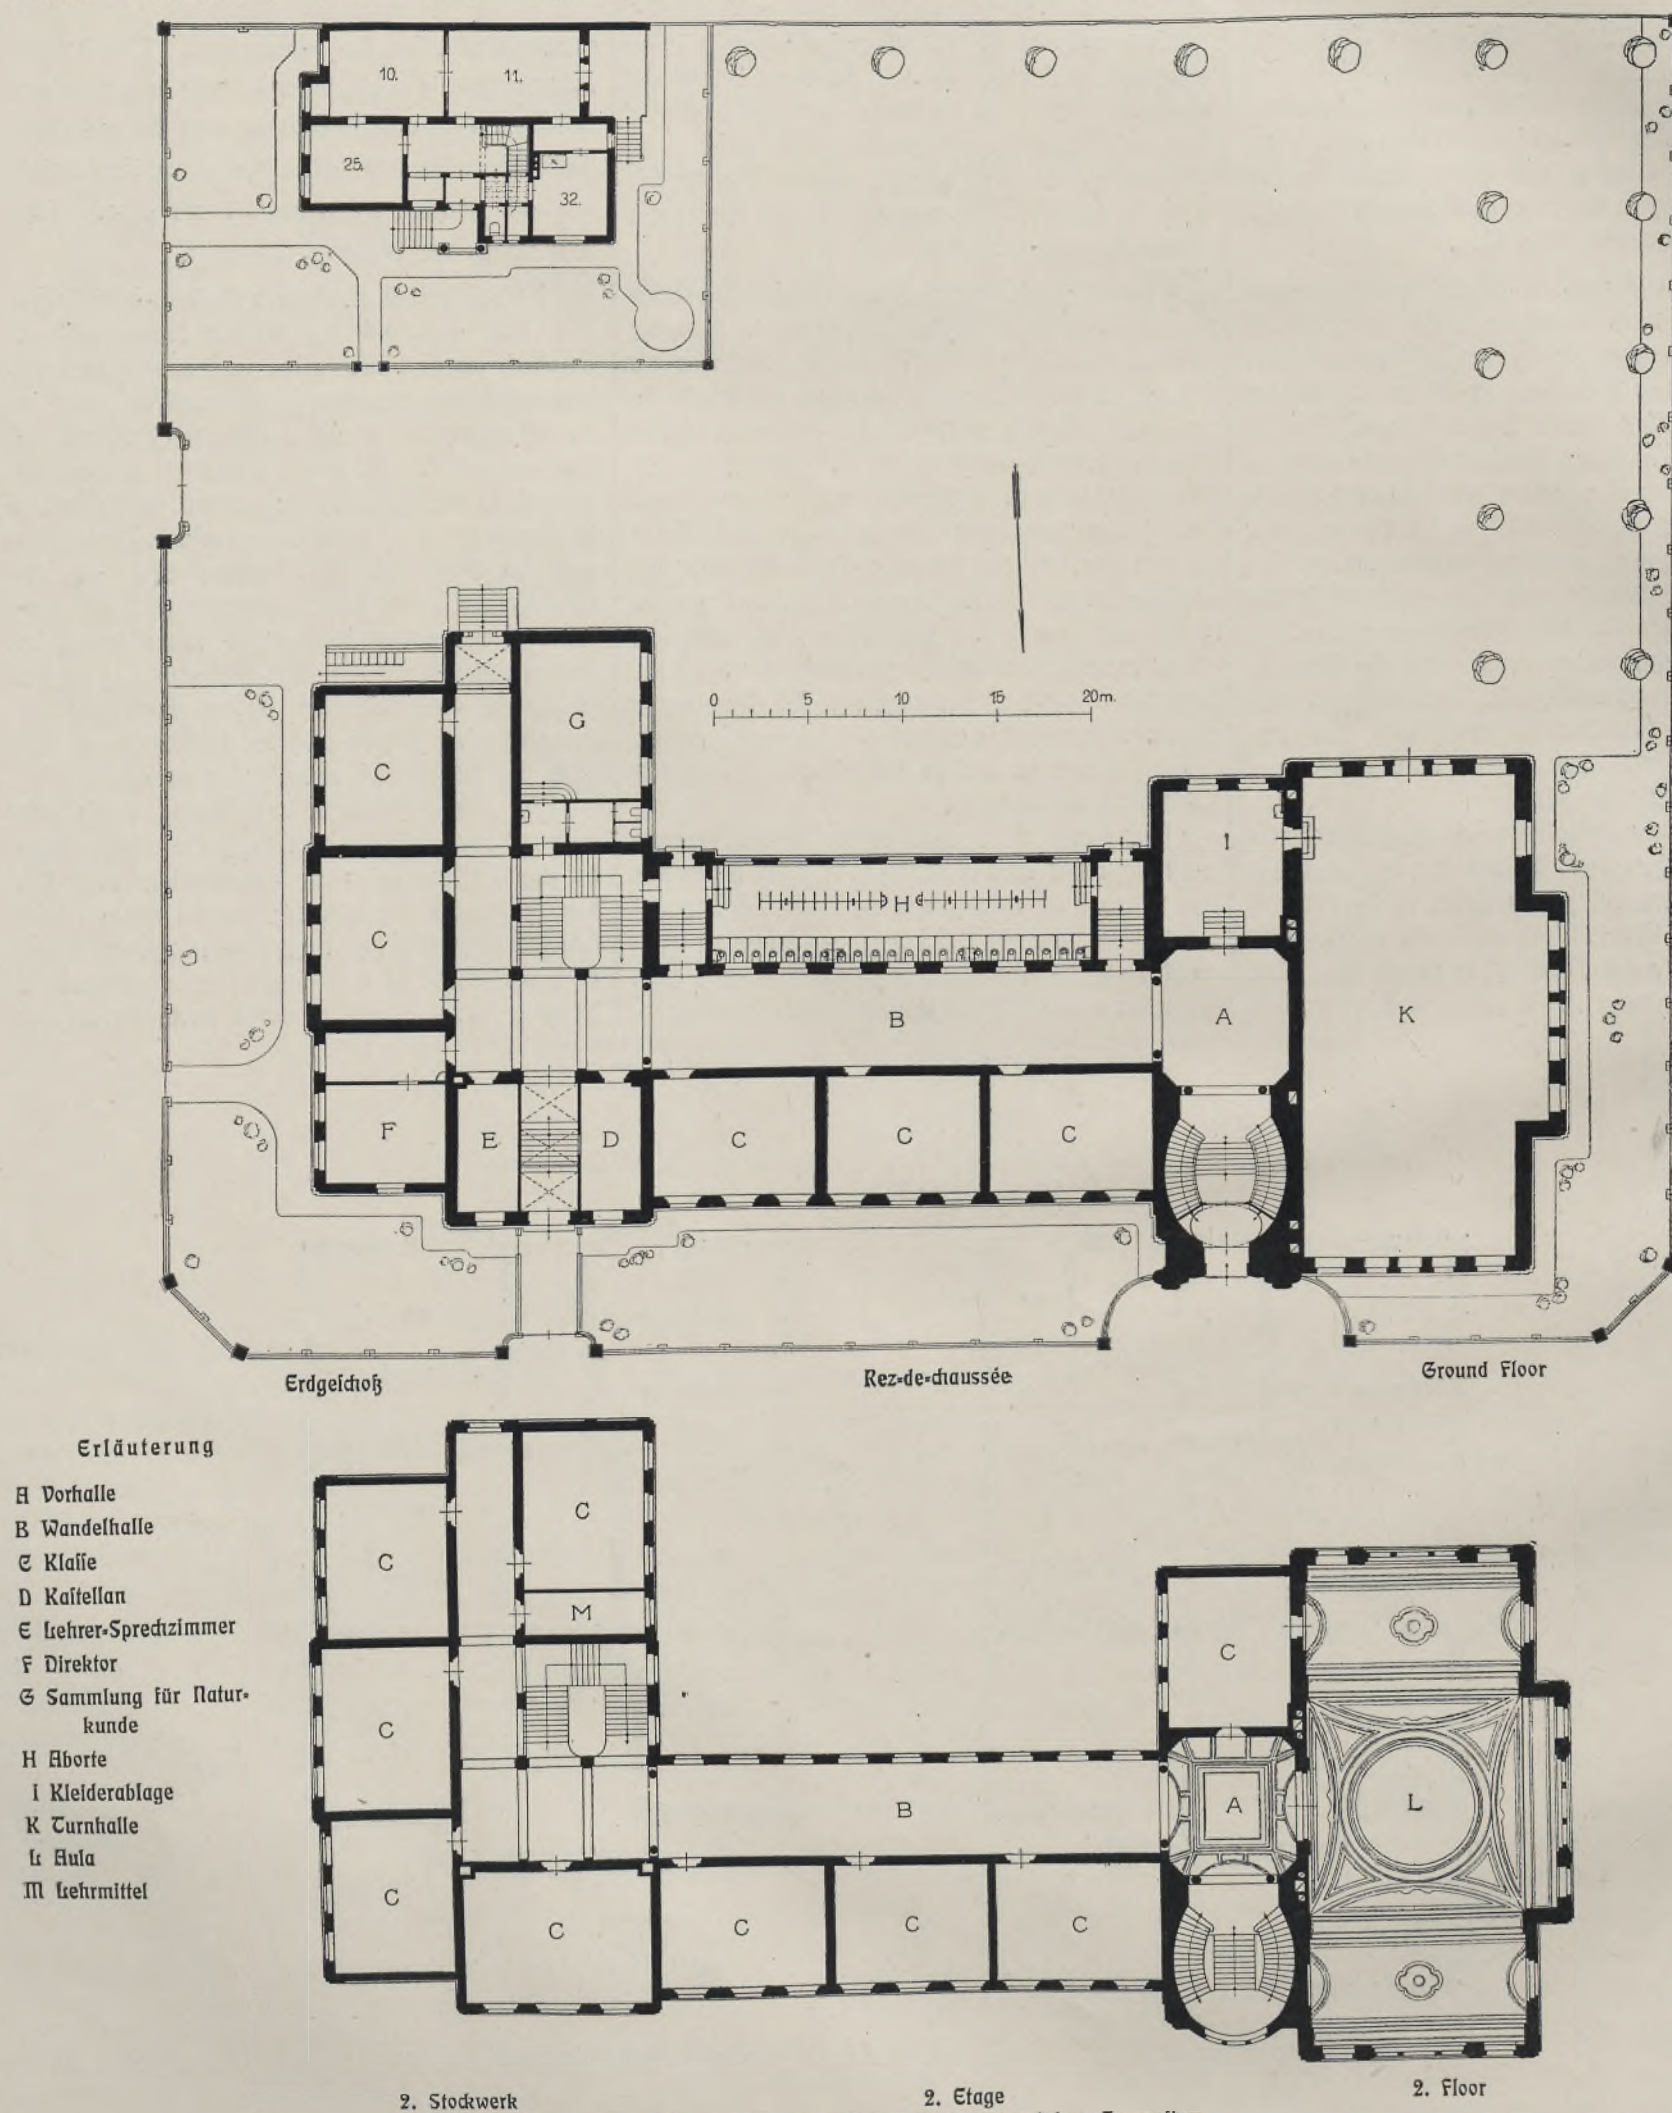 10. 11.
25. 32.
0 5 10 15 20m.
G
C
I
C
H
B A K
F E D C C C
Erdgeschoß Rez-de-chaussée Ground Floor
Erläuterung
A Vorhalle
B Wandelhalle
C Klasse
D Kastellan
E Lehrer-Sprechzimmer
F Direktor
G Sammlung für Natur-
kunde
H Aborte
I Kleiderablage
K Turnhalle
L Aula
M Lehrmittel
C
C
M
C
C
B A L
C C C C C
2. Stockwerk 2. Etage 2. Floor